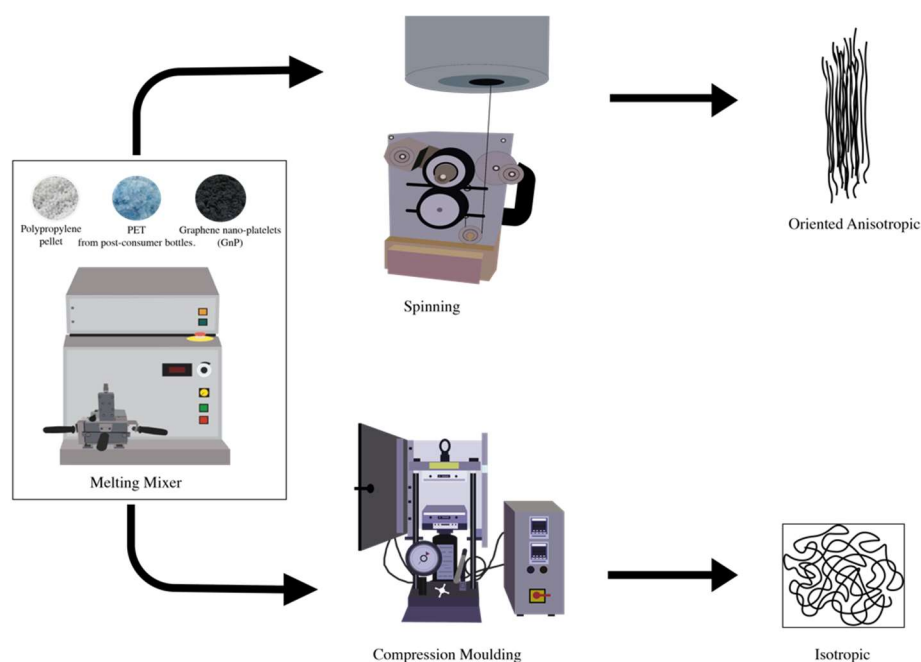 Polypropylene
pellet
PET
from post-consumer bottles.
Graphene nano-platelets
(GnP)
Melting Mixer
Spinning
Oriented Anisotropic
Compression Moulding
Isotropic